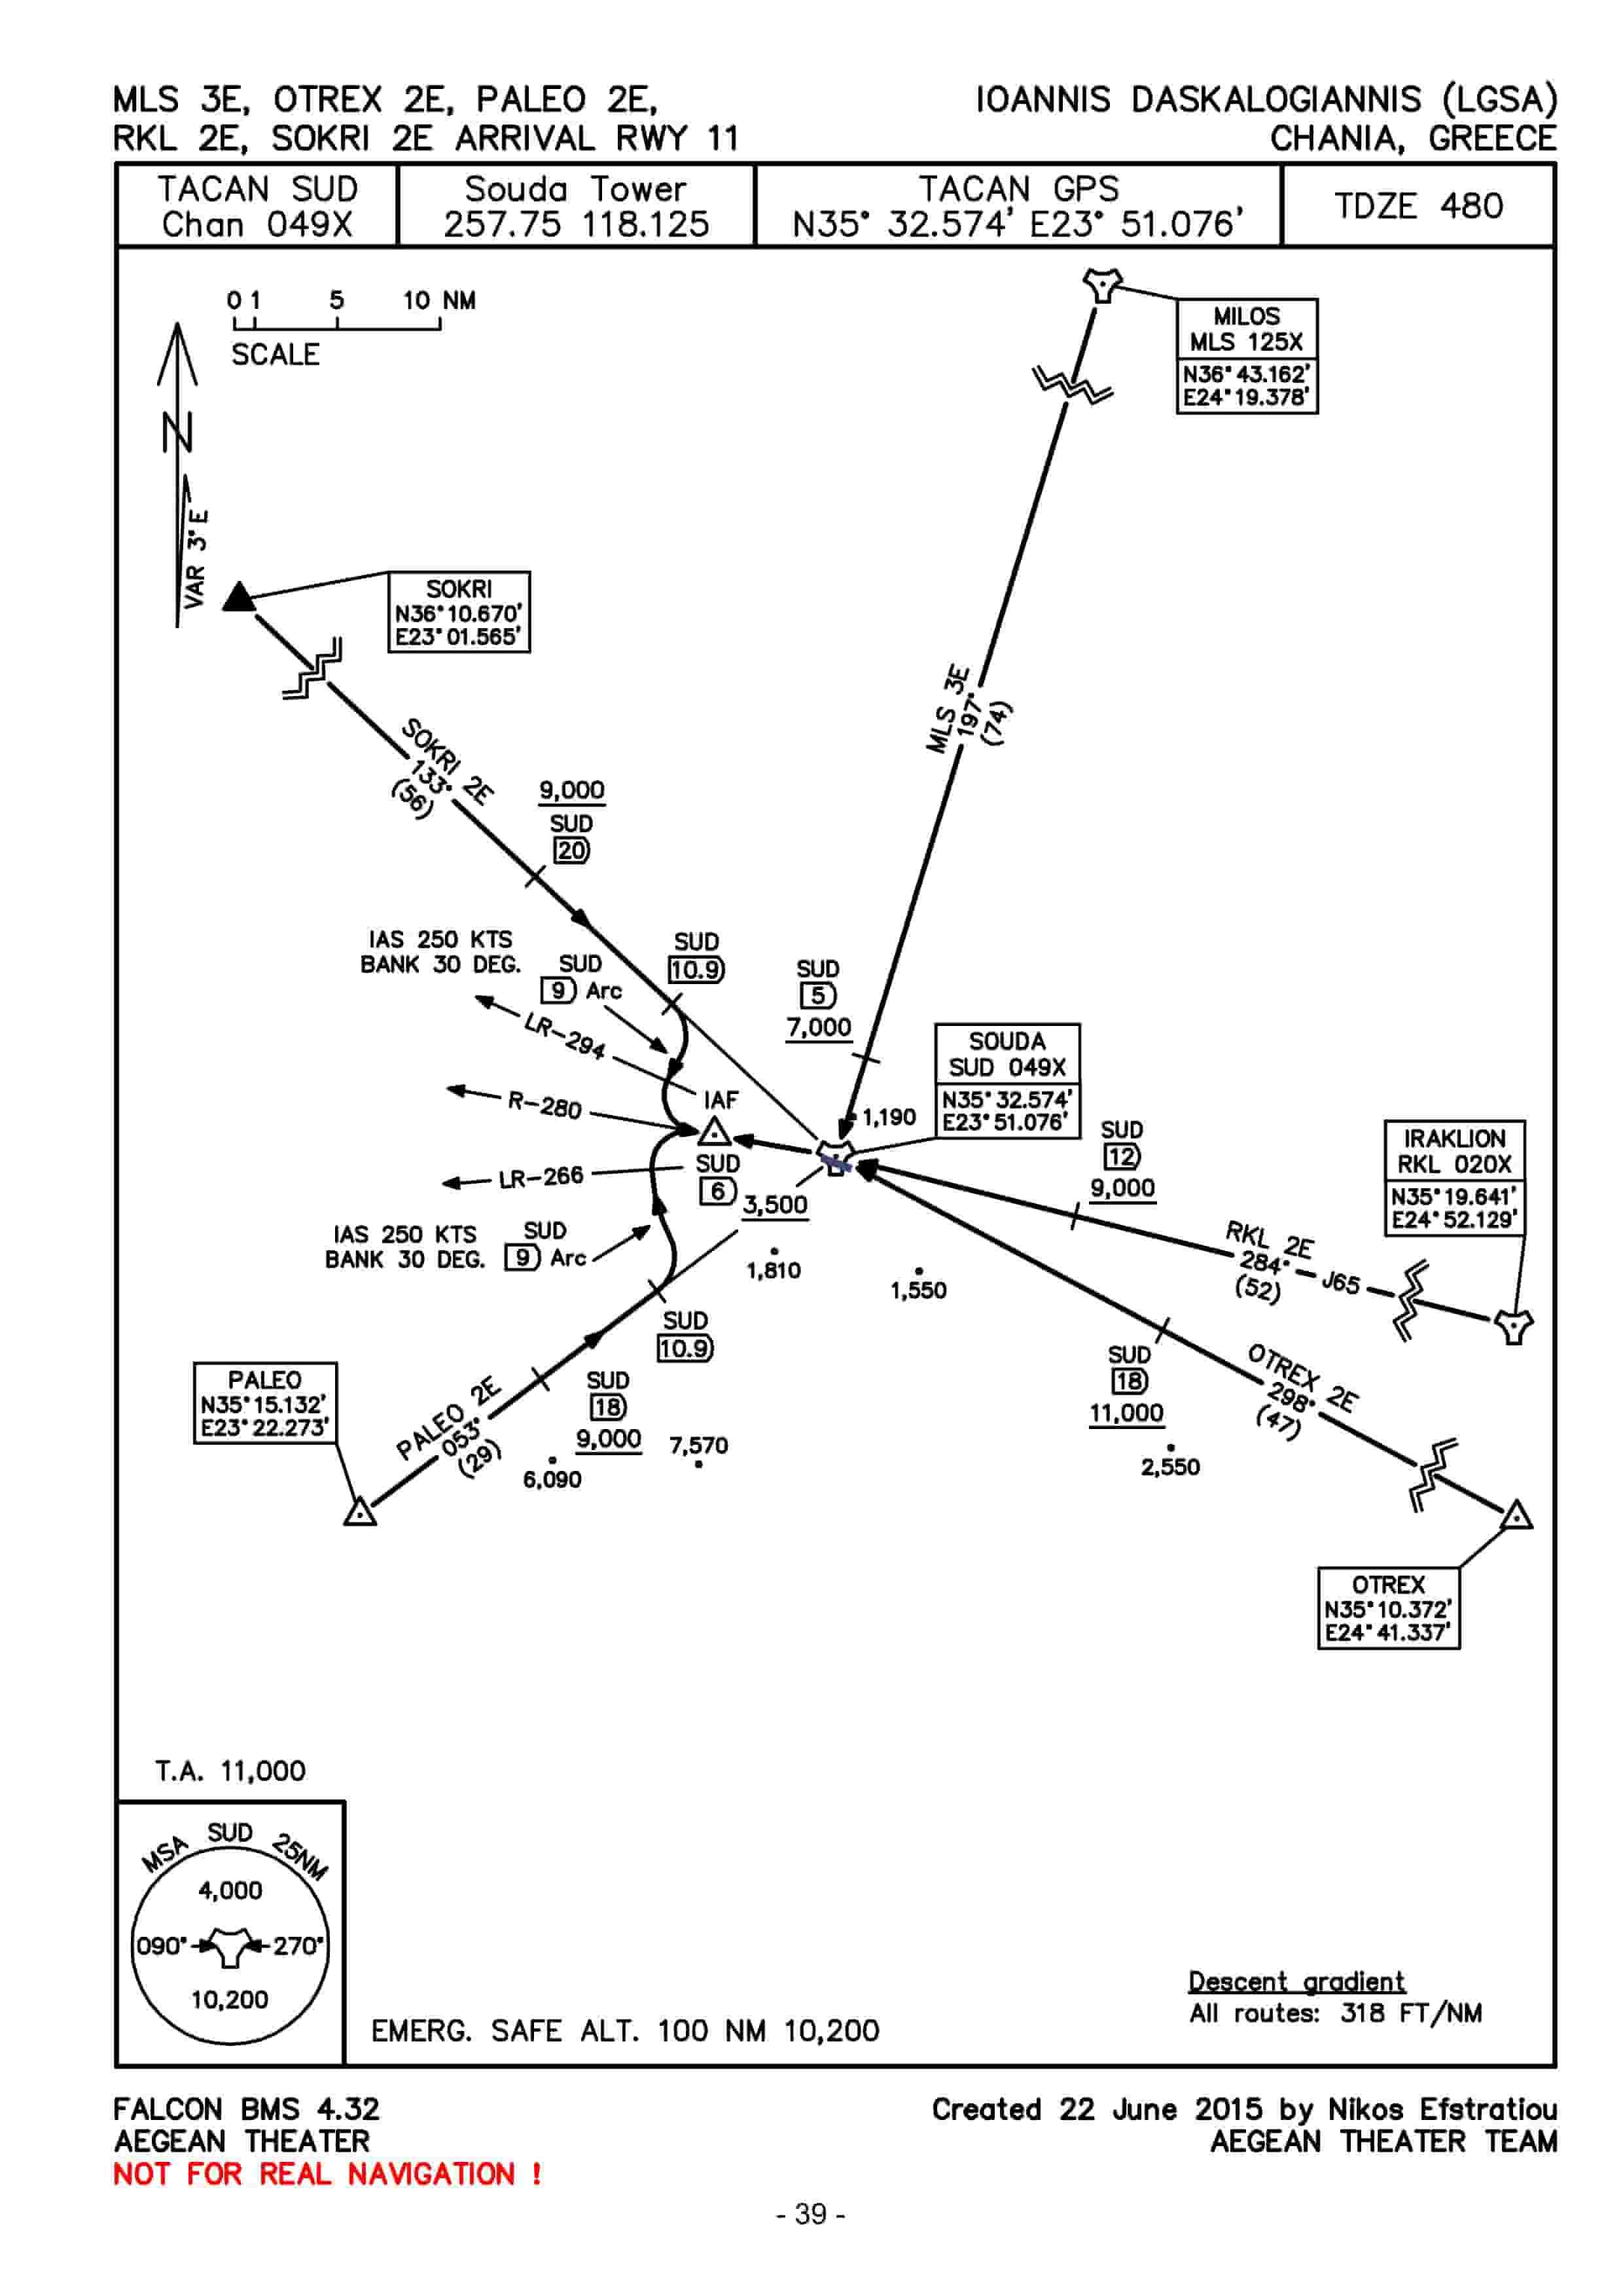 MLS 3E, OTREX 2E, PALEO 2E,
RKL 2E, SOKRI 2E ARRIVAL RWY 11
IOANNIS DASKALOGIANNIS (LGSA)
CHANIA, GREECE
TACAN SUD
Chan 049X
Souda Tower
257.75 118.125
TACAN GPS
N35° 32.574' E23° 51.076'
TDZE 480
0 1 5 10 NM
SCALE
N
VAR 3°E
MILOS
MLS 125X
N36° 43.162'
E24° 19.378'
SOKRI
N36° 10.670'
E23° 01.565'
MLS 3E
197°
(74)
SOKRI 2E
133°
(56)
9,000
SUD
20
IAS 250 KTS
BANK 30 DEG.
SUD
9 Arc
SUD
10.9
SUD
5
7,000
LR-294
R-280
LR-266
IAF
SUD
6
SOUDA
SUD 049X
N35° 32.574'
E23° 51.076'
1,190
3,500
SUD
12
9,000
IRAKLION
RKL 020X
N35° 19.641'
E24° 52.129'
IAS 250 KTS
BANK 30 DEG.
SUD
9 Arc
1,810
1,550
RKL 2E
284°
(52)
J65
SUD
10.9
PALEO
N35° 15.132'
E23° 22.273'
PALEO 2E
053°
(29)
SUD
18
9,000
6,090
7,570
SUD
18
11,000
2,550
OTREX 2E
298°
(47)
OTREX
N35° 10.372'
E24° 41.337'
T.A. 11,000
MSA SUD 25NM
4,000
090° 270°
10,200
EMERG. SAFE ALT. 100 NM 10,200
Descent gradient
All routes: 318 FT/NM
FALCON BMS 4.32
AEGEAN THEATER
NOT FOR REAL NAVIGATION !
Created 22 June 2015 by Nikos Efstratiou
AEGEAN THEATER TEAM
- 39 -